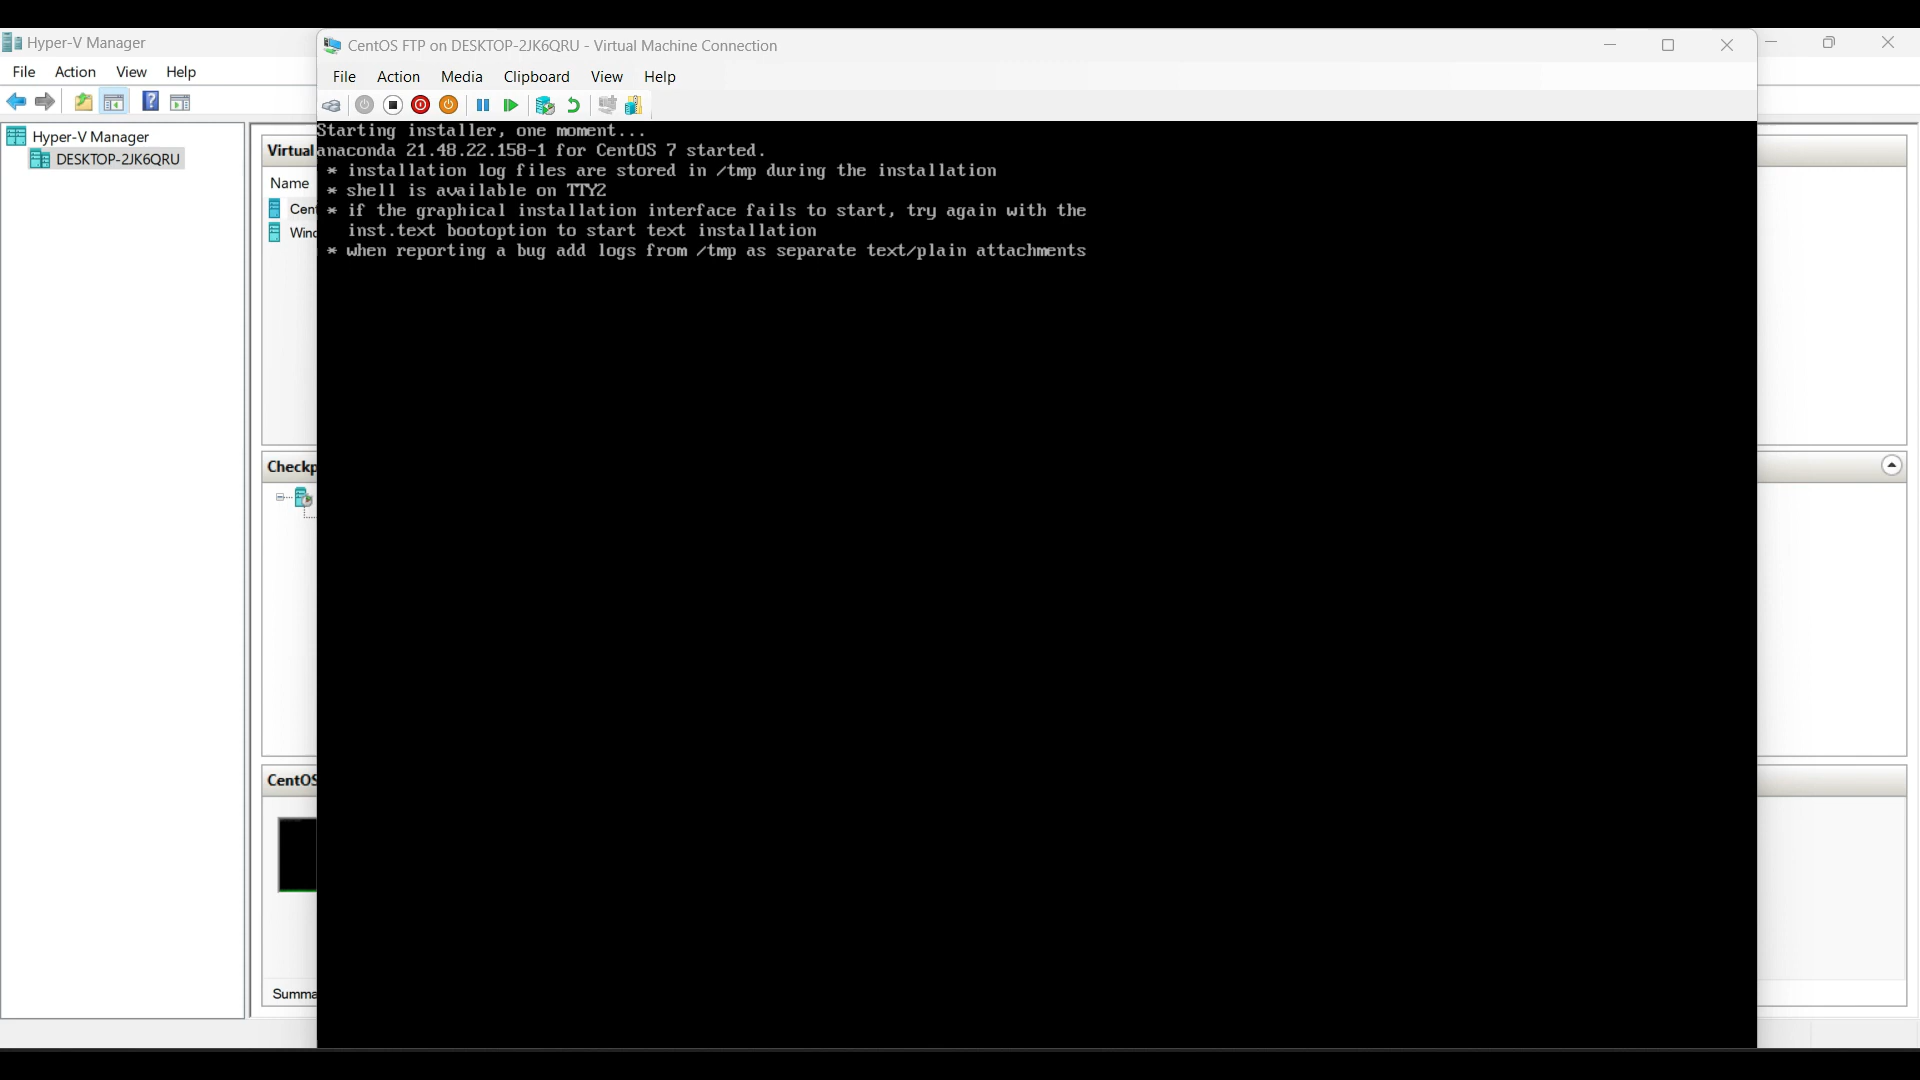 Hyper-V Manager
File Action View Help
Hyper-V Manager
DESKTOP-2JK6QRU
Virtual
Name
Cen
Winc
Checkp
CentOS
Summa
CentOS FTP on DESKTOP-2JK6QRU - Virtual Machine Connection
File Action Media Clipboard View Help
Starting installer, one moment...
anaconda 21.48.22.158-1 for CentOS 7 started.
* installation log files are stored in /tmp during the installation
* shell is available on TTY2
* if the graphical installation interface fails to start, try again with the
inst.text bootoption to start text installation
* when reporting a bug add logs from /tmp as separate text/plain attachments